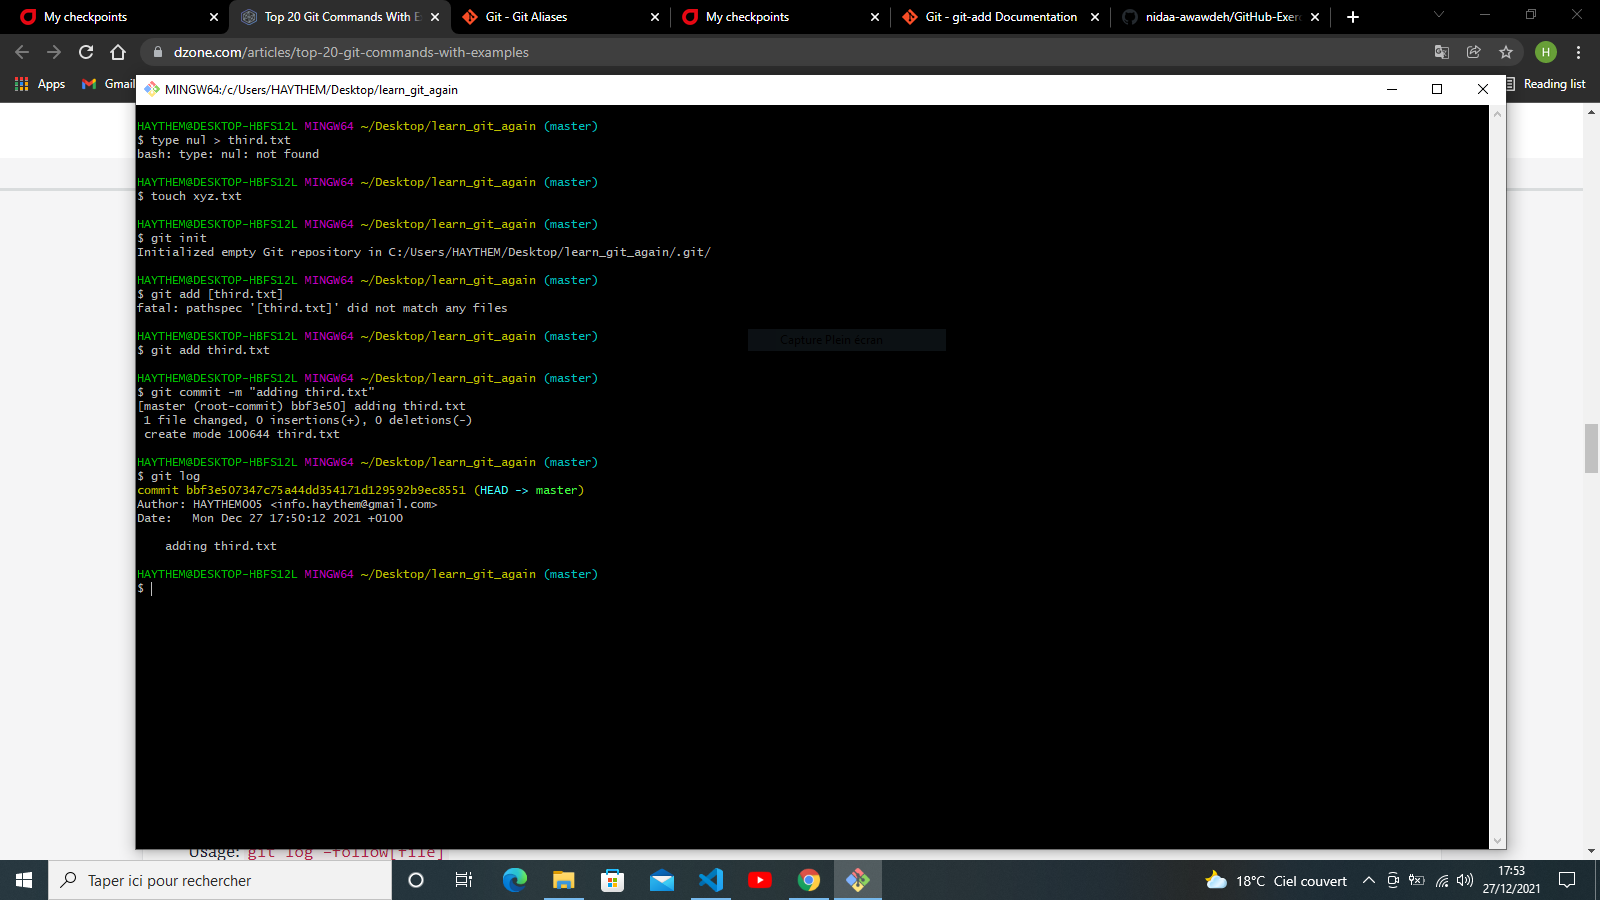 My checkpoints
Top 20 Git Commands With E
Git - Git Aliases
My checkpoints
Git - git-add Documentation
nidaa-awawdeh/GitHub-Exer
dzone.com/articles/top-20-git-commands-with-examples
H
Apps
Gmail
Reading list
MINGW64:/c/Users/HAYTHEM/Desktop/learn_git_again
HAYTHEM@DESKTOP-HBFS12L MINGW64 ~/Desktop/learn_git_again (master)
$ type nul > third.txt
bash: type: nul: not found
HAYTHEM@DESKTOP-HBFS12L MINGW64 ~/Desktop/learn_git_again (master)
$ touch xyz.txt
HAYTHEM@DESKTOP-HBFS12L MINGW64 ~/Desktop/learn_git_again (master)
$ git init
Initialized empty Git repository in C:/Users/HAYTHEM/Desktop/learn_git_again/.git/
HAYTHEM@DESKTOP-HBFS12L MINGW64 ~/Desktop/learn_git_again (master)
$ git add [third.txt]
fatal: pathspec '[third.txt]' did not match any files
HAYTHEM@DESKTOP-HBFS12L MINGW64 ~/Desktop/learn_git_again (master)
$ git add third.txt
Capture Plein écran
HAYTHEM@DESKTOP-HBFS12L MINGW64 ~/Desktop/learn_git_again (master)
$ git commit -m "adding third.txt"
[master (root-commit) bbf3e50] adding third.txt
1 file changed, 0 insertions(+), 0 deletions(-)
create mode 100644 third.txt
HAYTHEM@DESKTOP-HBFS12L MINGW64 ~/Desktop/learn_git_again (master)
$ git log
commit bbf3e507347c75a44dd354171d129592b9ec8551 (HEAD -> master)
Author: HAYTHEM005 <info.haythem@gmail.com>
Date:   Mon Dec 27 17:50:12 2021 +0100
adding third.txt
HAYTHEM@DESKTOP-HBFS12L MINGW64 ~/Desktop/learn_git_again (master)
$
Usage: git log –follow[file]
Taper ici pour rechercher
18°C Ciel couvert
17:53
27/12/2021